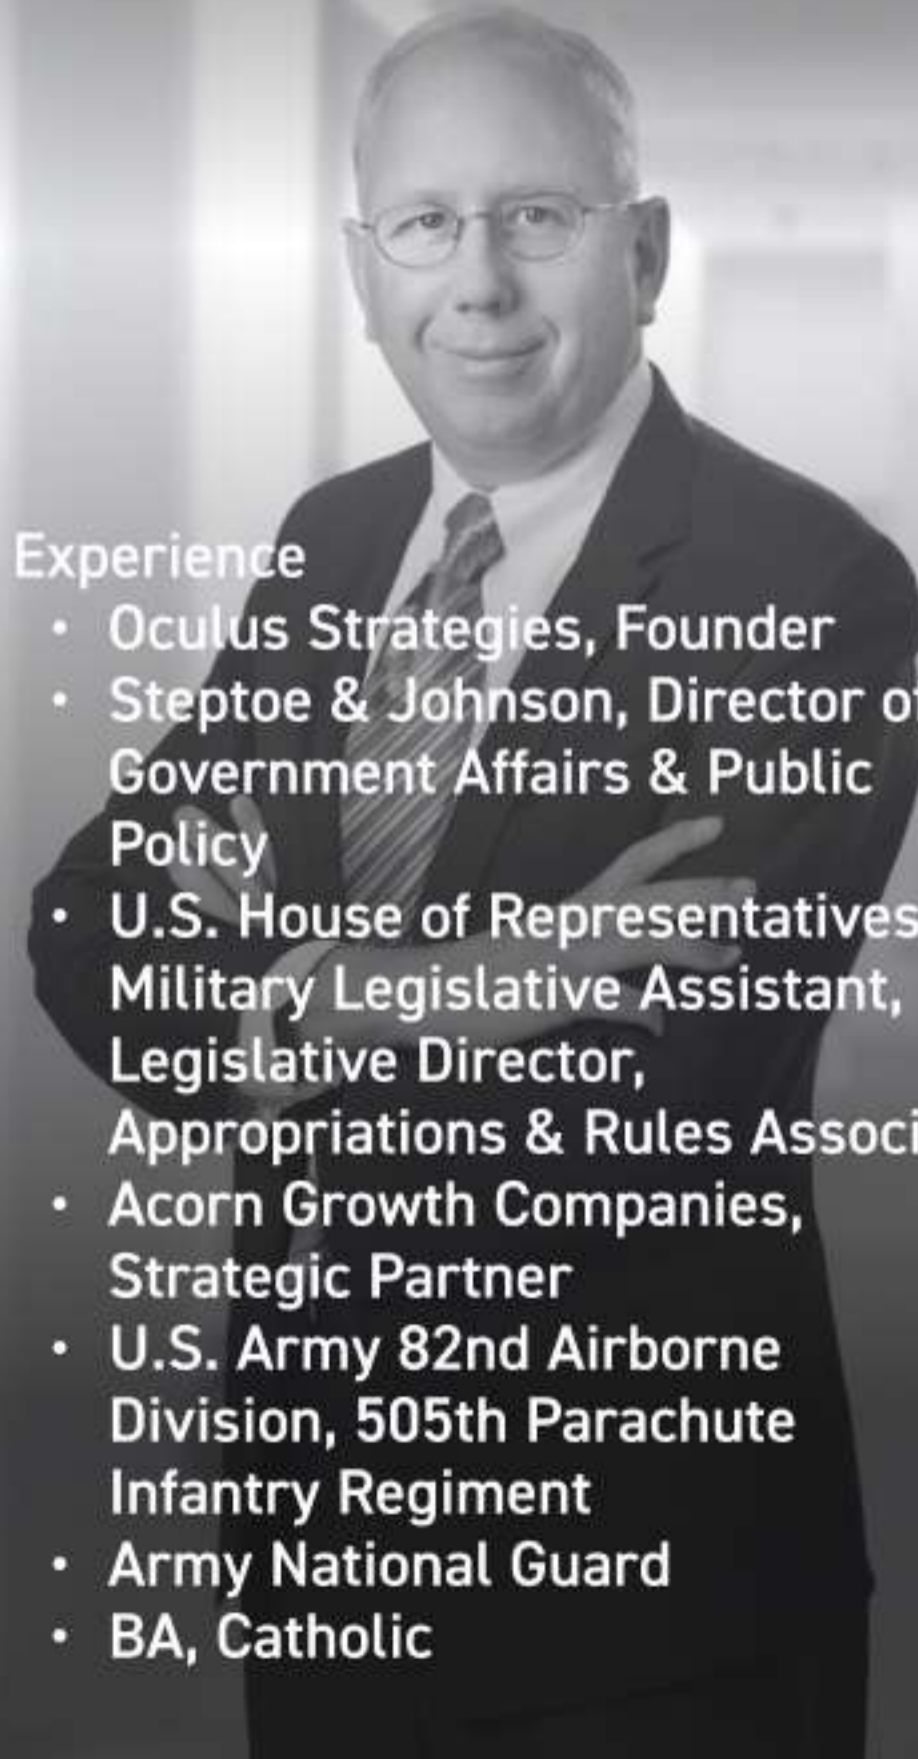 Experience
• Oculus Strategies, Founder
• Steptoe & Johnson, Director of
Government Affairs & Public
Policy
• U.S. House of Representatives
Military Legislative Assistant,
Legislative Director,
Appropriations & Rules Associ
• Acorn Growth Companies,
Strategic Partner
• U.S. Army 82nd Airborne
Division, 505th Parachute
Infantry Regiment
• Army National Guard
• BA, Catholic